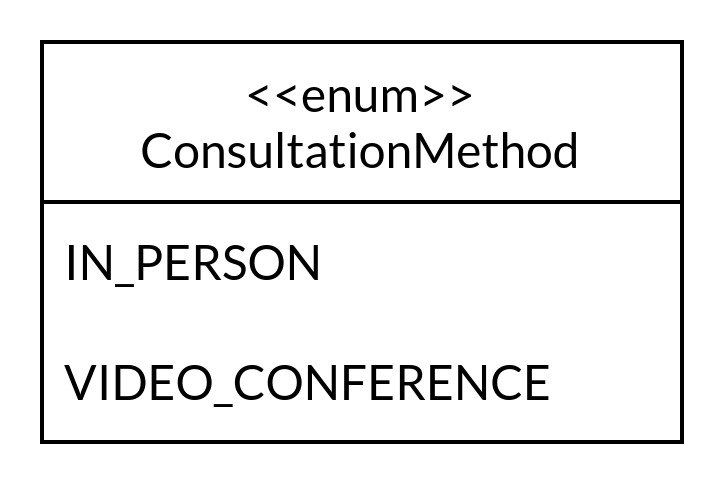 <<enum>>
ConsultationMethod
IN_PERSON
VIDEO_CONFERENCE